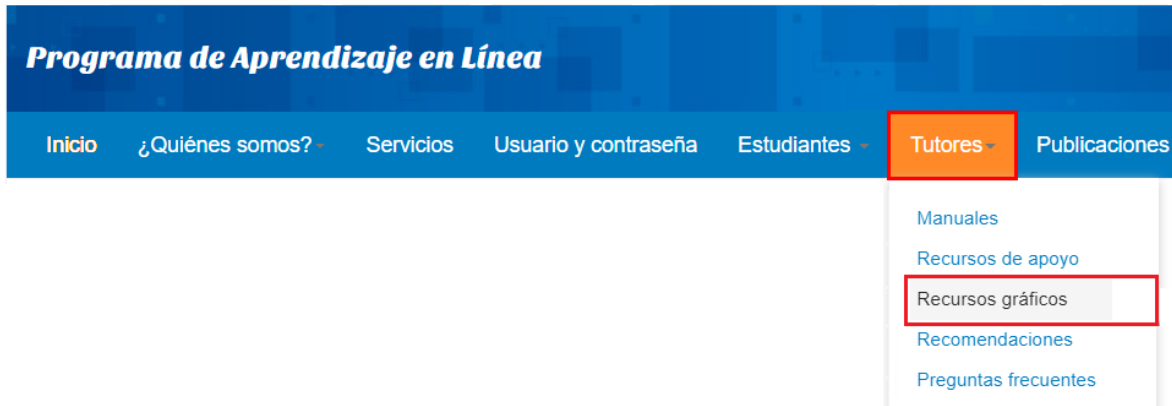 Programa de Aprendizaje en Línea
Inicio ¿Quiénes somos? Servicios Usuario y contraseña Estudiantes Tutores Publicaciones
Manuales
Recursos de apoyo
Recursos gráficos
Recomendaciones
Preguntas frecuentes